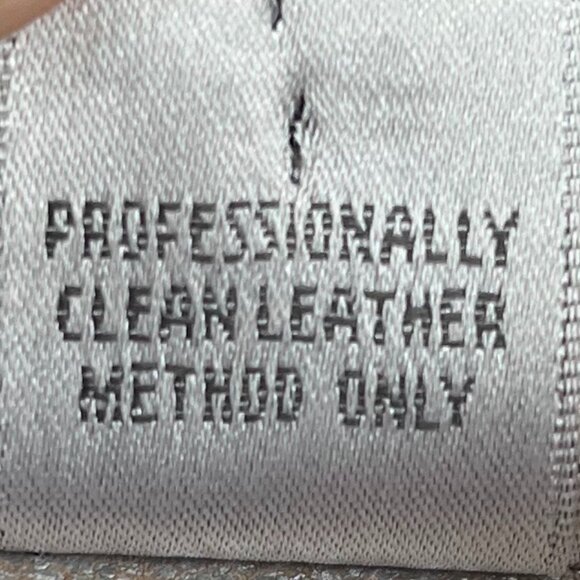 PROFESSIONALLY
CLEAN LEATHER
METHOD ONLY